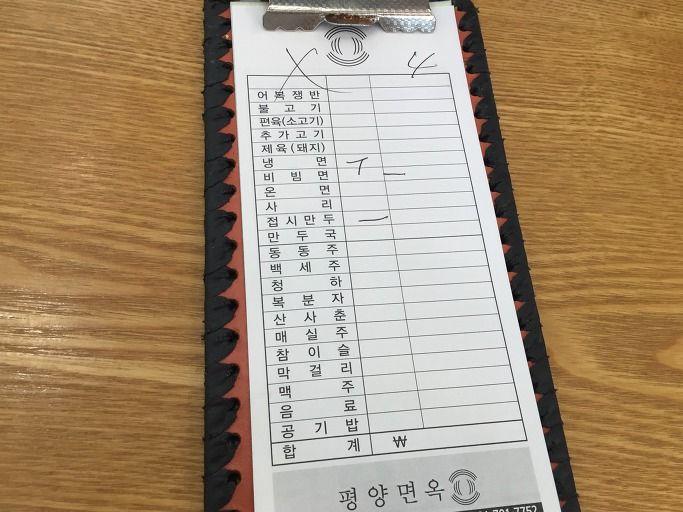 X 4
어복쟁반
불고기
편육(소고기)
추가고기
제육(돼지)
냉면 ㅜ
비빔면 ㅡ
온면
사리
접시만두 ㅡ
만두국
동동주
백세주
청하
복분자
산사춘
매실주
참이슬
막걸리
맥주
음료
공기밥
합계 ₩
평양면옥
701-7752